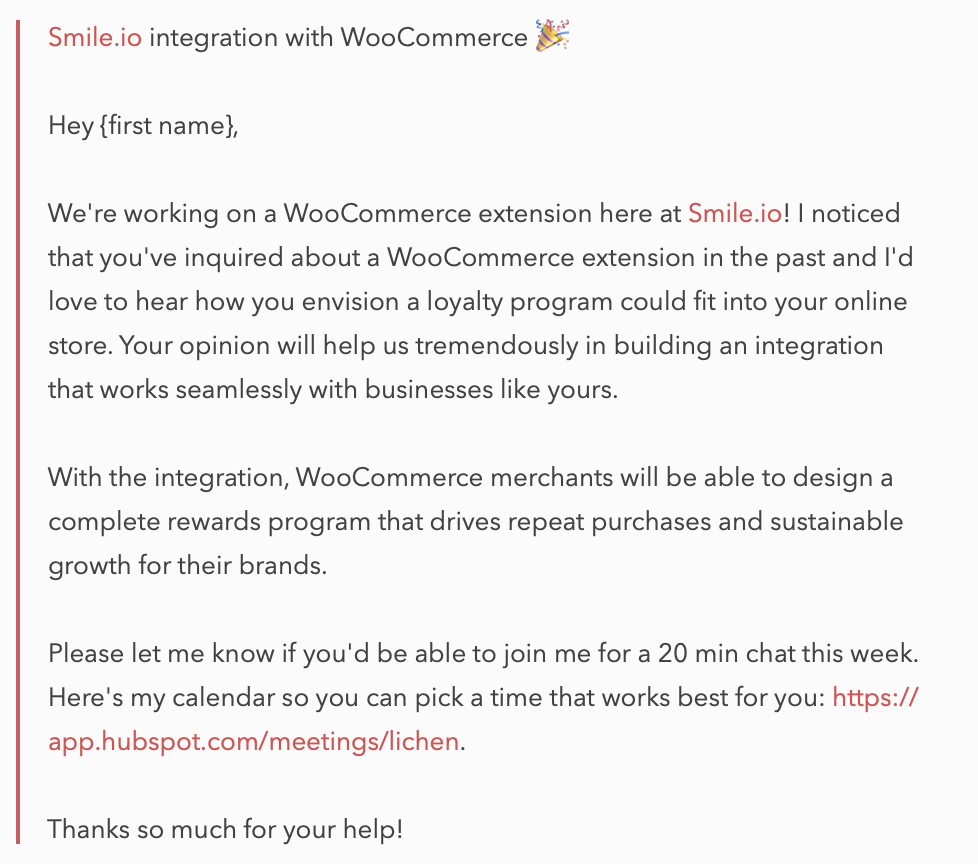 Smile.io integration with WooCommerce 🎉
Hey {first name},
We're working on a WooCommerce extension here at Smile.io! I noticed
that you've inquired about a WooCommerce extension in the past and I'd
love to hear how you envision a loyalty program could fit into your online
store. Your opinion will help us tremendously in building an integration
that works seamlessly with businesses like yours.
With the integration, WooCommerce merchants will be able to design a
complete rewards program that drives repeat purchases and sustainable
growth for their brands.
Please let me know if you'd be able to join me for a 20 min chat this week.
Here's my calendar so you can pick a time that works best for you: https://
app.hubspot.com/meetings/lichen.
Thanks so much for your help!